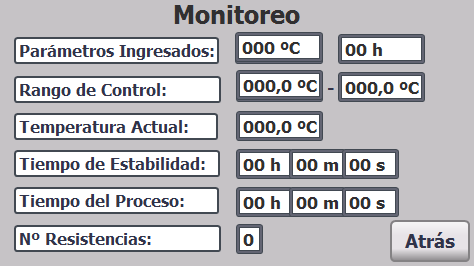 Monitoreo
Parámetros Ingresados: 000 ºC 00 h
Rango de Control: 000,0 ºC - 000,0 ºC
Temperatura Actual: 000,0 ºC
Tiempo de Estabilidad: 00 h 00 m 00 s
Tiempo del Proceso: 00 h 00 m 00 s
Nº Resistencias: 0
Atrás